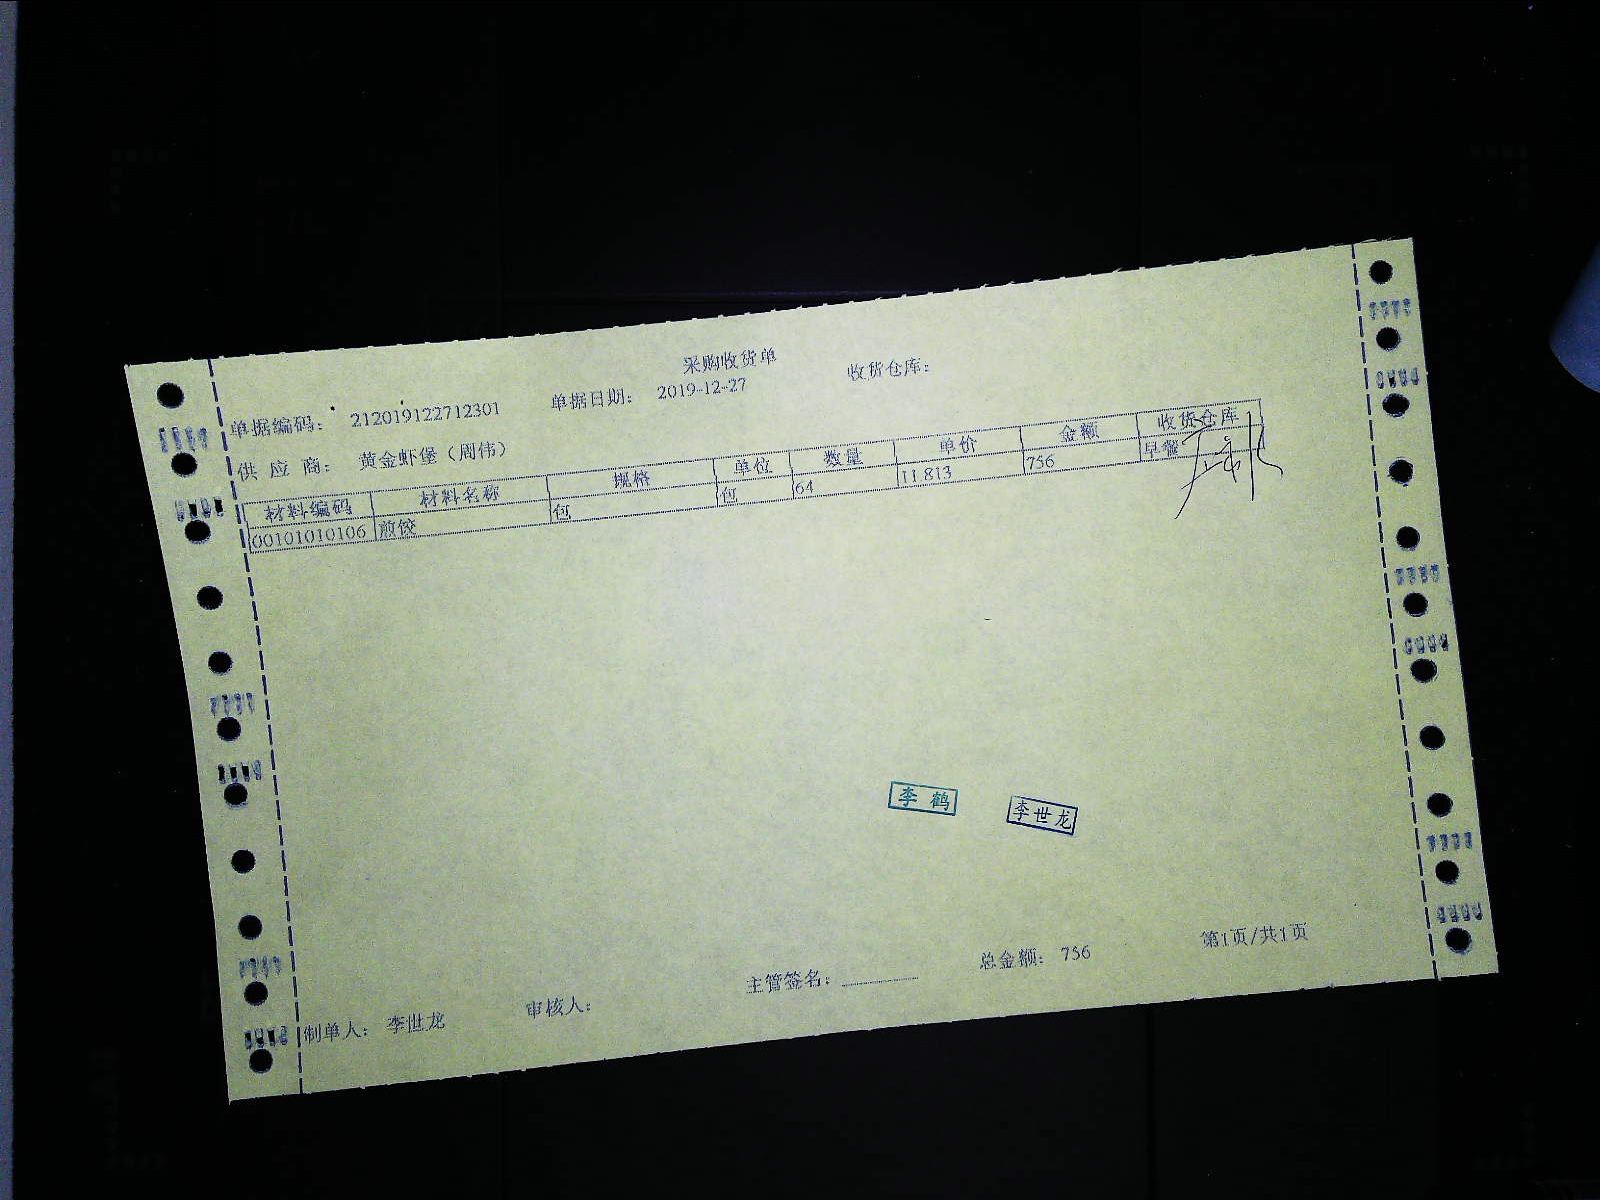 采购收货单
单据编码： 212019122712301 单据日期： 2019-12-27 收货仓库：
供 应 商： 黄金虾堡（周伟）
材料编码 材料名称 规格 单位 数量 单价 金额 收货仓库
00101010106 煎饺 包 包 64 11.813 756 早餐
李 鹤 李世龙
制单人： 李世龙 审核人： 主管签名： 总金额： 756 第1页/共1页